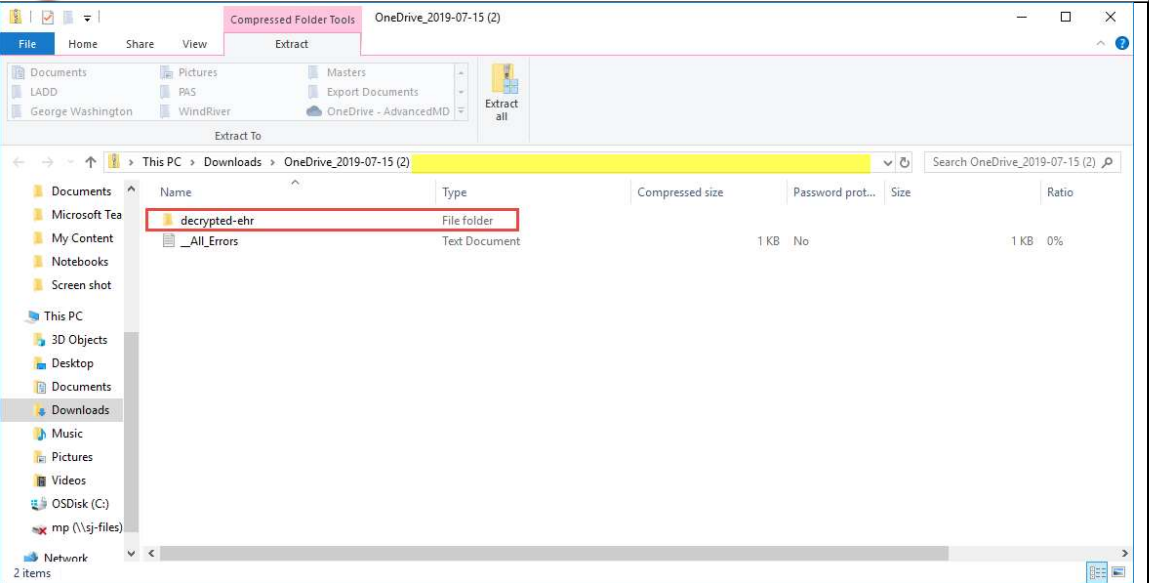 Compressed Folder Tools OneDrive_2019-07-15 (2)
File Home Share View Extract
Documents Pictures Masters
LADD PAS Export Documents
George Washington WindRiver OneDrive - AdvancedMD
Extract all
Extract To
This PC > Downloads > OneDrive_2019-07-15 (2) Search OneDrive_2019-07-15 (2)
Name Type Compressed size Password prot... Size Ratio
decrypted-ehr File folder
__All_Errors Text Document 1 KB No 1 KB 0%
Documents
Microsoft Tea
My Content
Notebooks
Screen shot
This PC
3D Objects
Desktop
Documents
Downloads
Music
Pictures
Videos
OSDisk (C:)
mp (\\sj-files)
Network
2 items